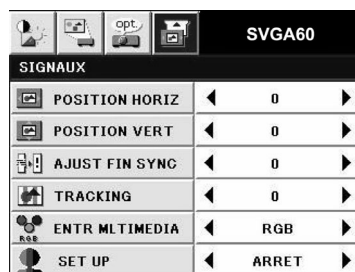 opt.
SVGA60
SIGNAUX
POSITION HORIZ 0
POSITION VERT 0
AJUST FIN SYNC 0
TRACKING 0
RGB ENTR MLTIMEDIA RGB
SET UP ARRET